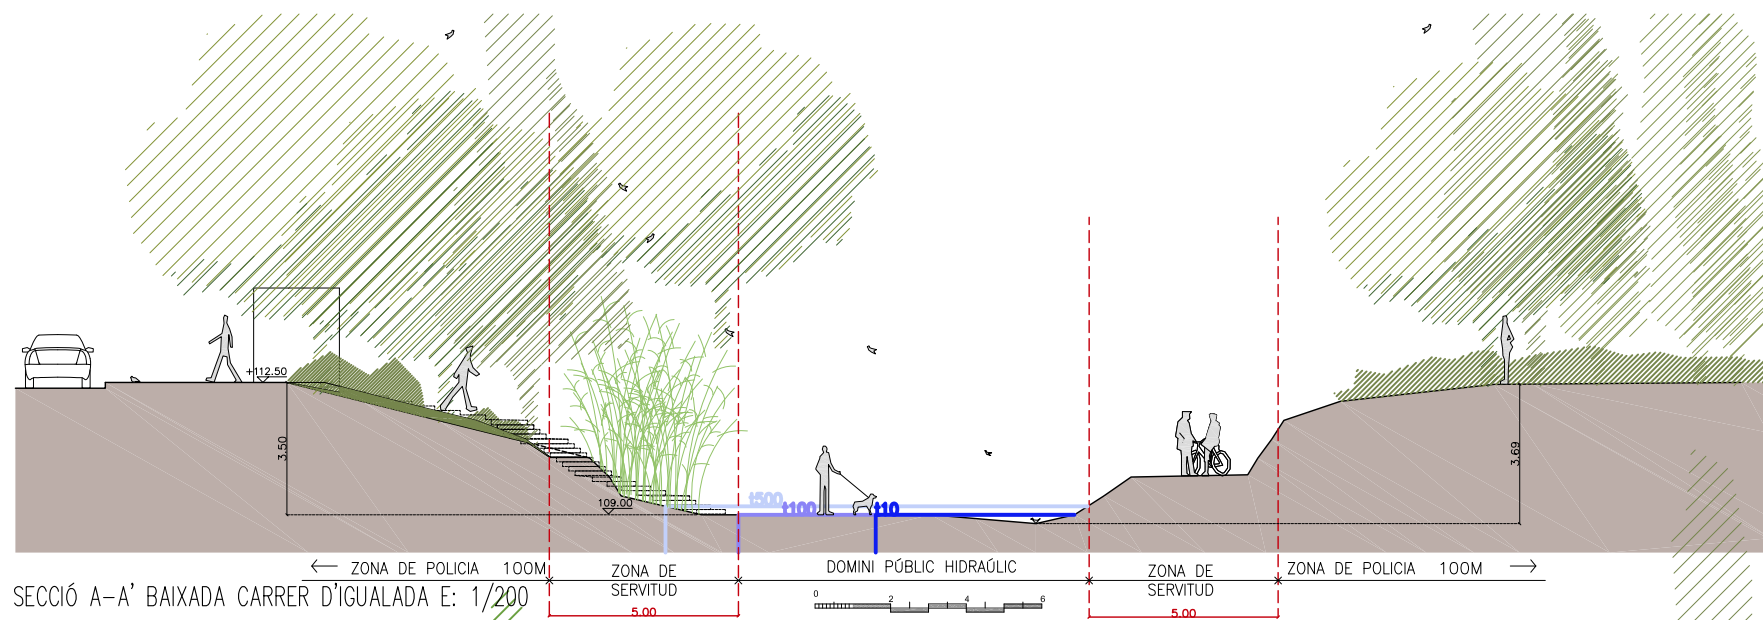 +112.50
3.50
109.00
t500
t100
t10
3.69
ZONA DE POLICIA 100M
ZONA DE
SERVITUD
DOMINI PÚBLIC HIDRAÚLIC
ZONA DE
SERVITUD
ZONA DE POLICIA 100M
SECCIÓ A-A' BAIXADA CARRER D'IGUALADA E: 1/200
5.00
0 2 4 6
5.00